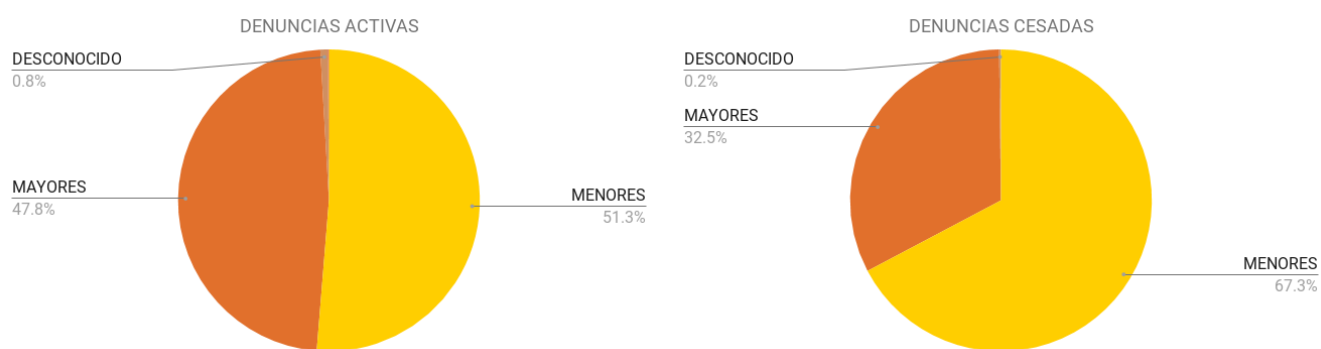 DENUNCIAS ACTIVAS
DESCONOCIDO
0.8%
MAYORES
47.8%
MENORES
51.3%
DENUNCIAS CESADAS
DESCONOCIDO
0.2%
MAYORES
32.5%
MENORES
67.3%